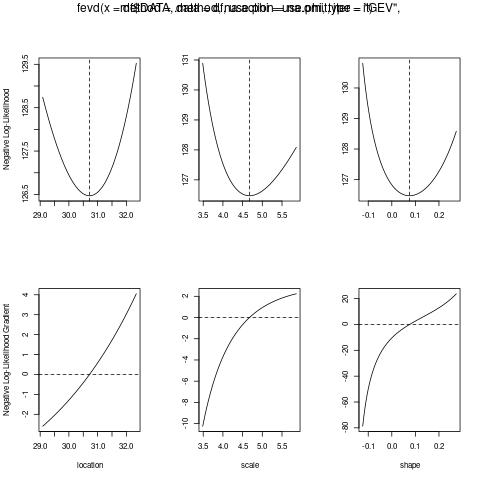 fevd(x = "GEV",
Negative Log-Likelihood
126.5 127.5 128.5 129.5
29.0 30.0 31.0 32.0
127 128 129 130 131
3.5 4.5 5.0 5.5
127 128 129 130
-0.1 0.0 0.1 0.2
Negative Log-Likelihood Gradient
-2 -1 0 1 2 3 4
29.0 30.0 31.0 32.0
location
-10 -8 -6 -4 -2 0 2
3.5 4.5 5.0 5.5
scale
-80 -60 -40 -20 0 20
-0.1 0.0 0.1 0.2
shape